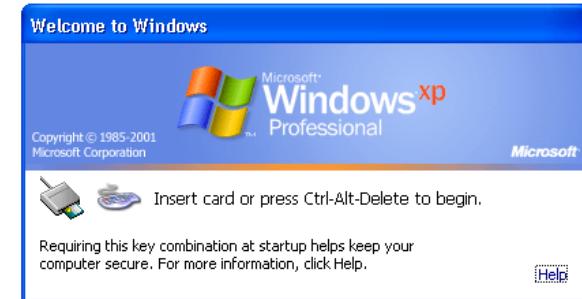 Welcome to Windows
Microsoft
Windows xp
Professional
Copyright © 1985-2001
Microsoft Corporation
Microsoft
Insert card or press Ctrl-Alt-Delete to begin.
Requiring this key combination at startup helps keep your
computer secure. For more information, click Help.
Help